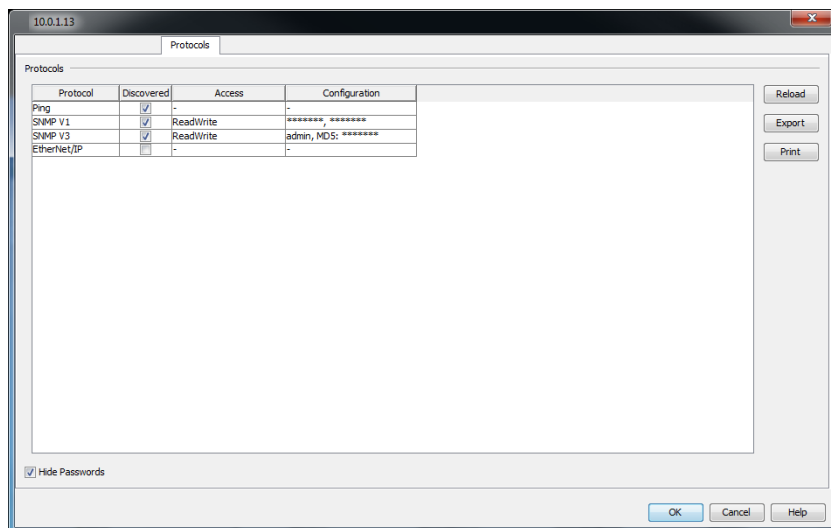 10.0.1.13
Protocols
Protocols
Protocol Discovered Access Configuration
Ping - -
SNMP V1 ReadWrite *******, *******
SNMP V3 ReadWrite admin, MD5: *******
EtherNet/IP - -
Reload
Export
Print
Hide Passwords
OK Cancel Help